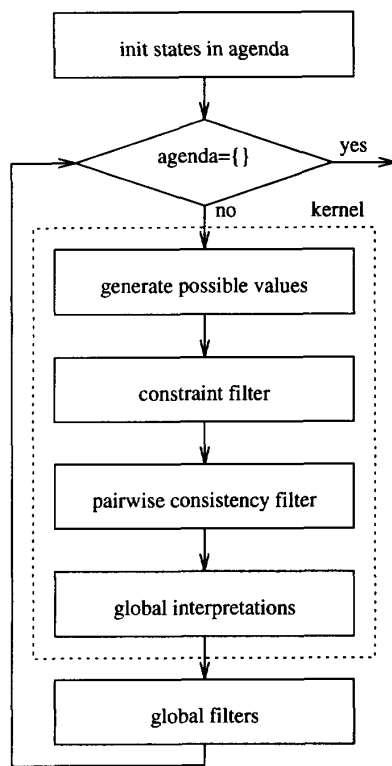 init states in agenda
agenda={}
yes
no
kernel
generate possible values
constraint filter
pairwise consistency filter
global interpretations
global filters